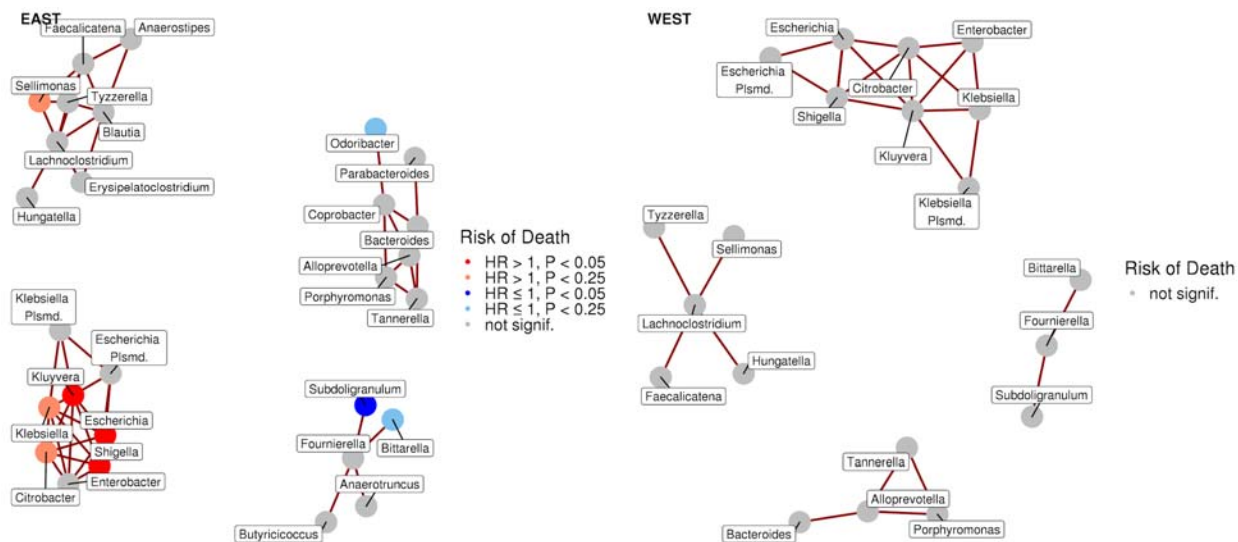 EAST
Faecalicatena
Anaerostipes
Sellimonas
Tyzzerella
Blautia
Lachnoclostridium
Erysipelatoclostridium
Hungatella
Odoribacter
Parabacteroides
Coprobacter
Bacteroides
Alloprevotella
Porphyromonas
Tannerella
Risk of Death
HR > 1, P < 0.05
HR > 1, P < 0.25
HR ≤ 1, P < 0.05
HR ≤ 1, P < 0.25
not signif.
Klebsiella
Plsmd.
Escherichia
Plsmd.
Kluyvera
Escherichia
Klebsiella
Shigella
Enterobacter
Citrobacter
Subdoligranulum
Fournierella
Bittarella
Anaerotruncus
Butyricicoccus
WEST
Escherichia
Enterobacter
Escherichia
Plsmd.
Citrobacter
Klebsiella
Shigella
Kluyvera
Klebsiella
Plsmd.
Tyzzerella
Sellimonas
Lachnoclostridium
Hungatella
Faecalicatena
Bittarella
Fournierella
Subdoligranulum
Risk of Death
not signif.
Tannerella
Alloprevotella
Bacteroides
Porphyromonas